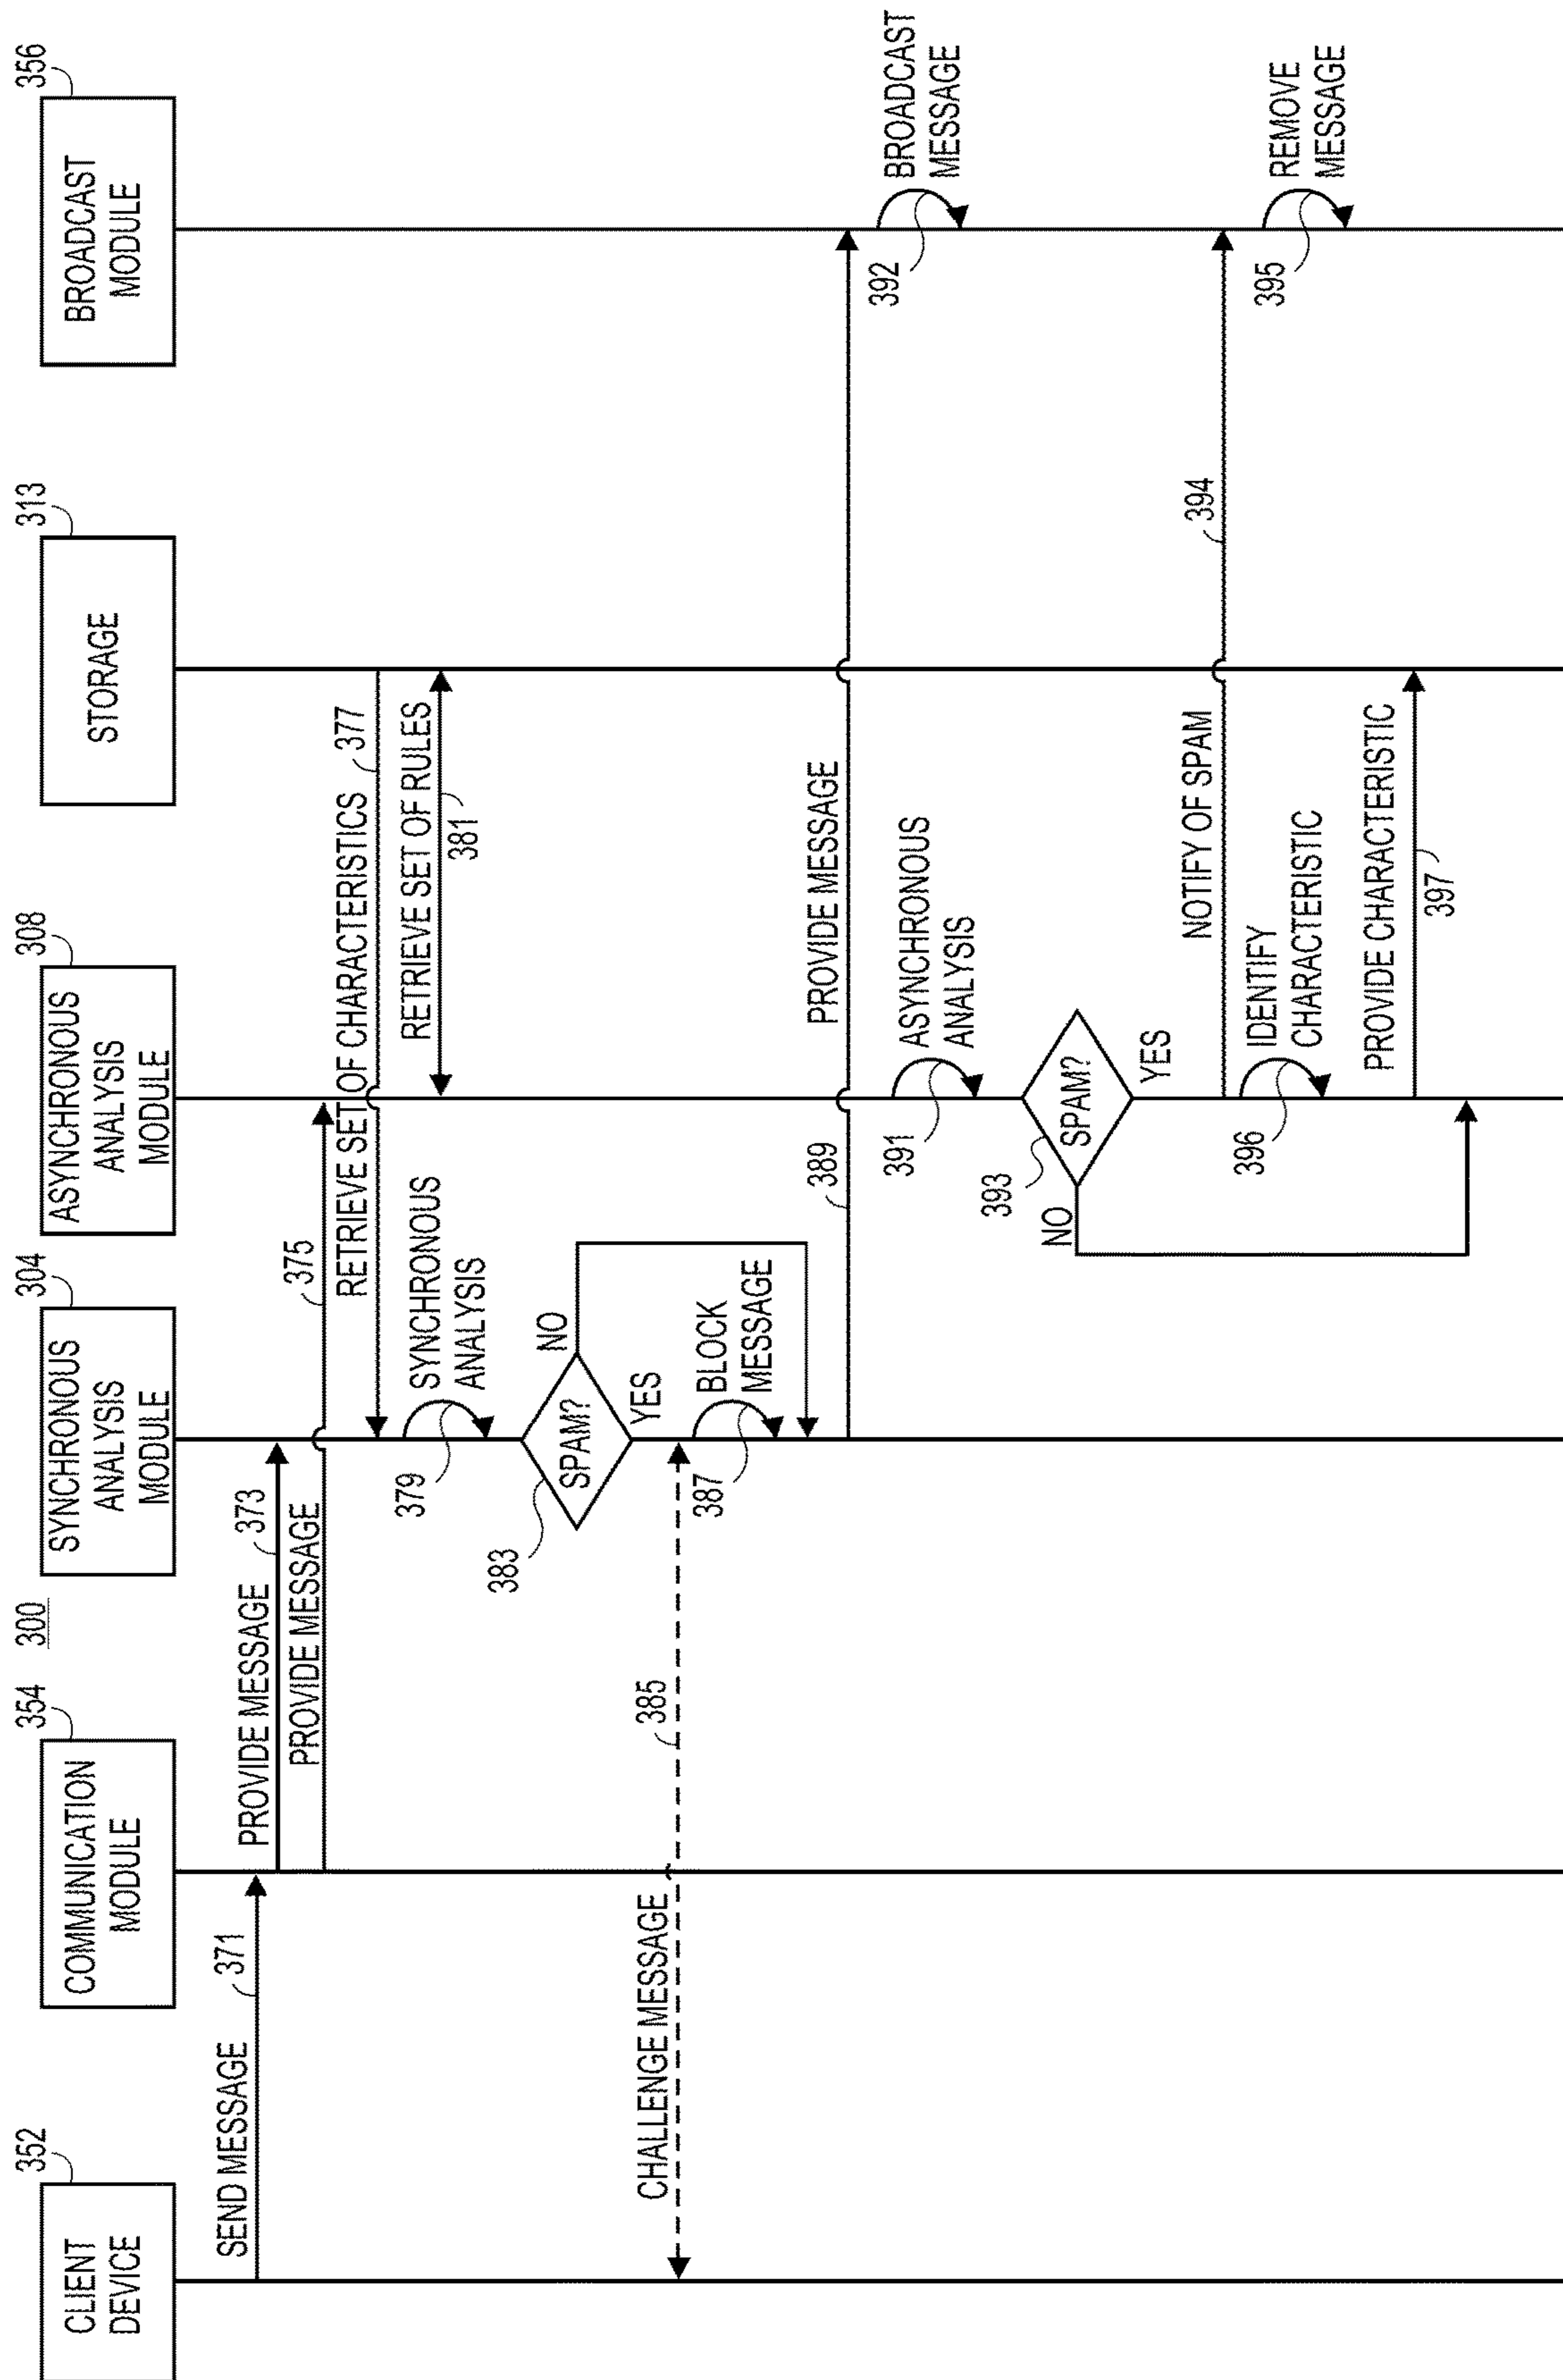 300
352
CLIENT
DEVICE
354
COMMUNICATION
MODULE
304
SYNCHRONOUS
ANALYSIS
MODULE
308
ASYNCHRONOUS
ANALYSIS
MODULE
313
STORAGE
356
BROADCAST
MODULE
SEND MESSAGE
371
PROVIDE MESSAGE
373
PROVIDE MESSAGE
375
RETRIEVE SET OF CHARACTERISTICS
377
SYNCHRONOUS
ANALYSIS
379
RETRIEVE SET OF RULES
381
SPAM?
383
NO
YES
CHALLENGE MESSAGE
385
BLOCK
MESSAGE
387
PROVIDE MESSAGE
389
ASYNCHRONOUS
ANALYSIS
391
BROADCAST
MESSAGE
392
SPAM?
393
NO
YES
NOTIFY OF SPAM
394
REMOVE
MESSAGE
395
IDENTIFY
CHARACTERISTIC
396
PROVIDE CHARACTERISTIC
397